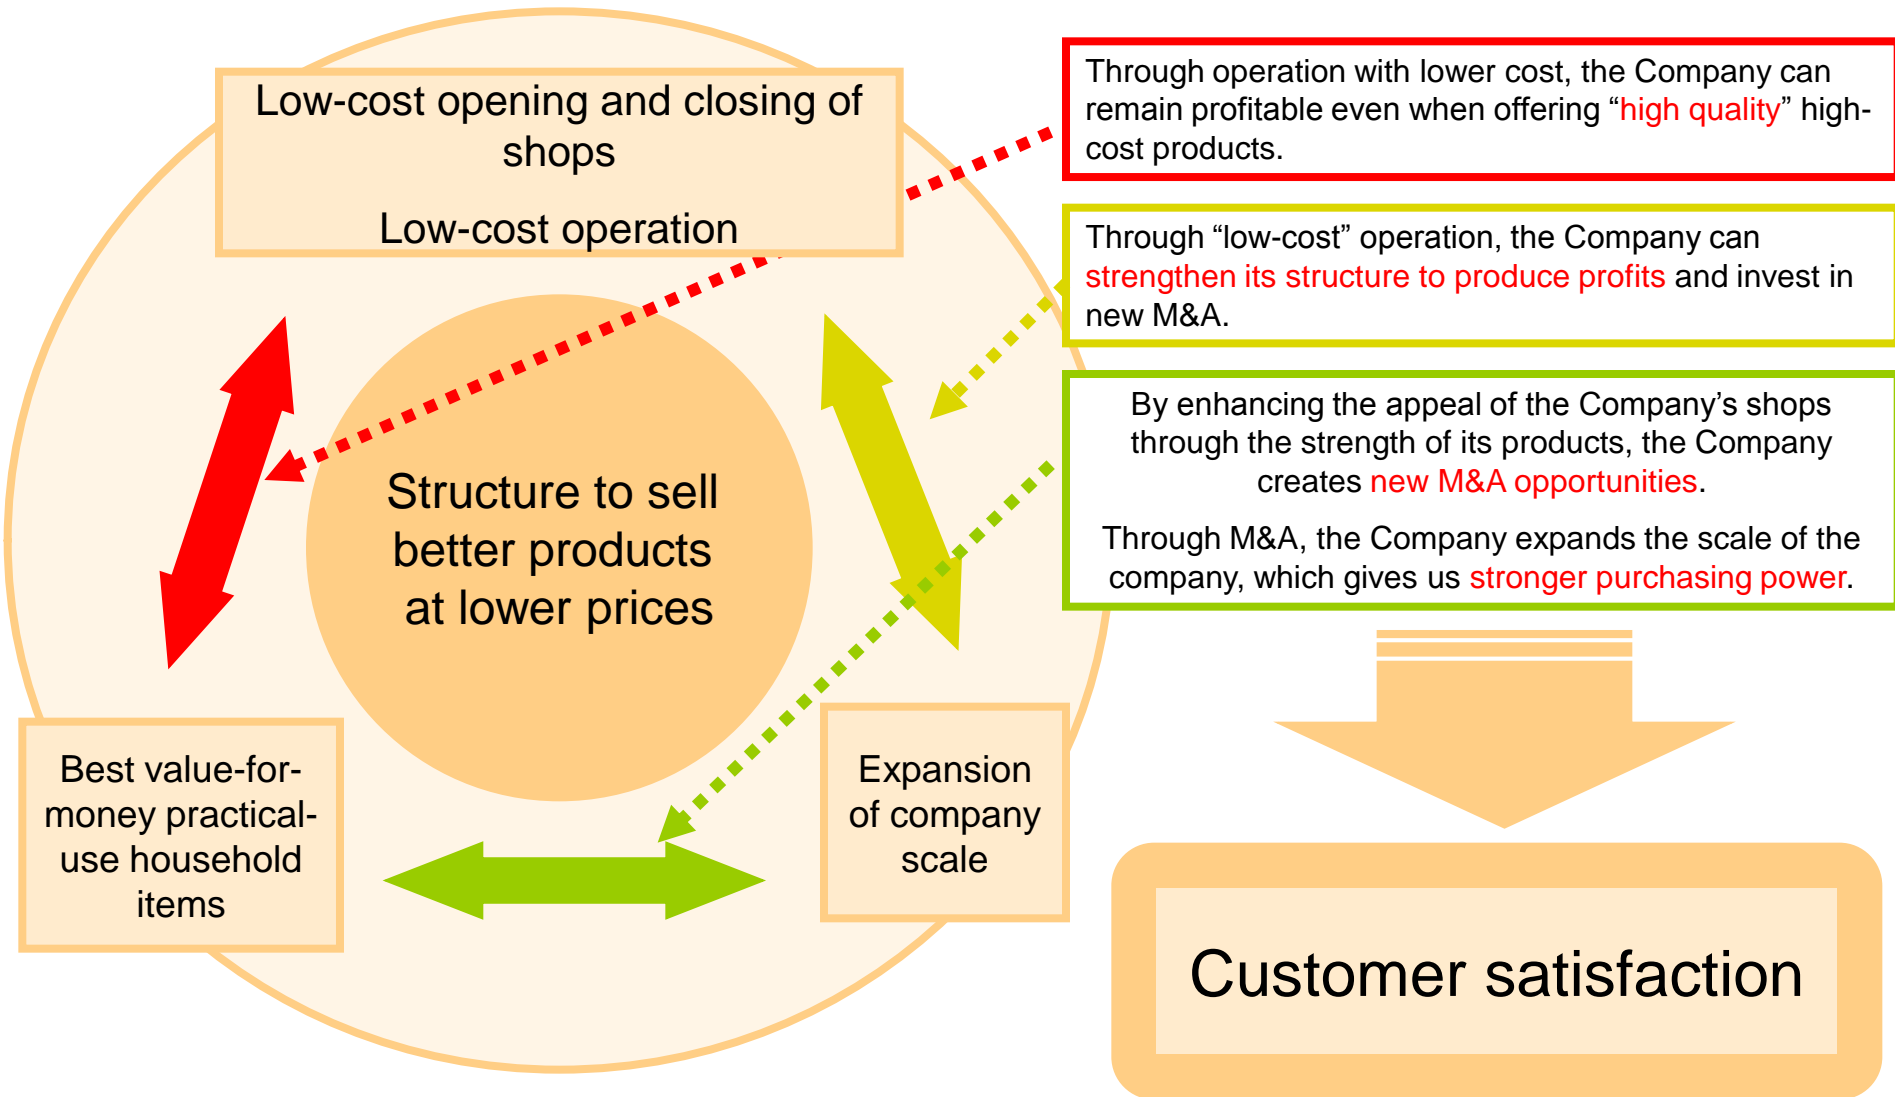 Low-cost opening and closing of
shops
Low-cost operation
Structure to sell
better products
at lower prices
Best value-for-
money practical-
use household
items
Expansion
of company
scale
Through operation with lower cost, the Company can
remain profitable even when offering “high quality” high-
cost products.
Through “low-cost” operation, the Company can
strengthen its structure to produce profits and invest in
new M&A.
By enhancing the appeal of the Company’s shops
through the strength of its products, the Company
creates new M&A opportunities.
Through M&A, the Company expands the scale of the
company, which gives us stronger purchasing power.
Customer satisfaction